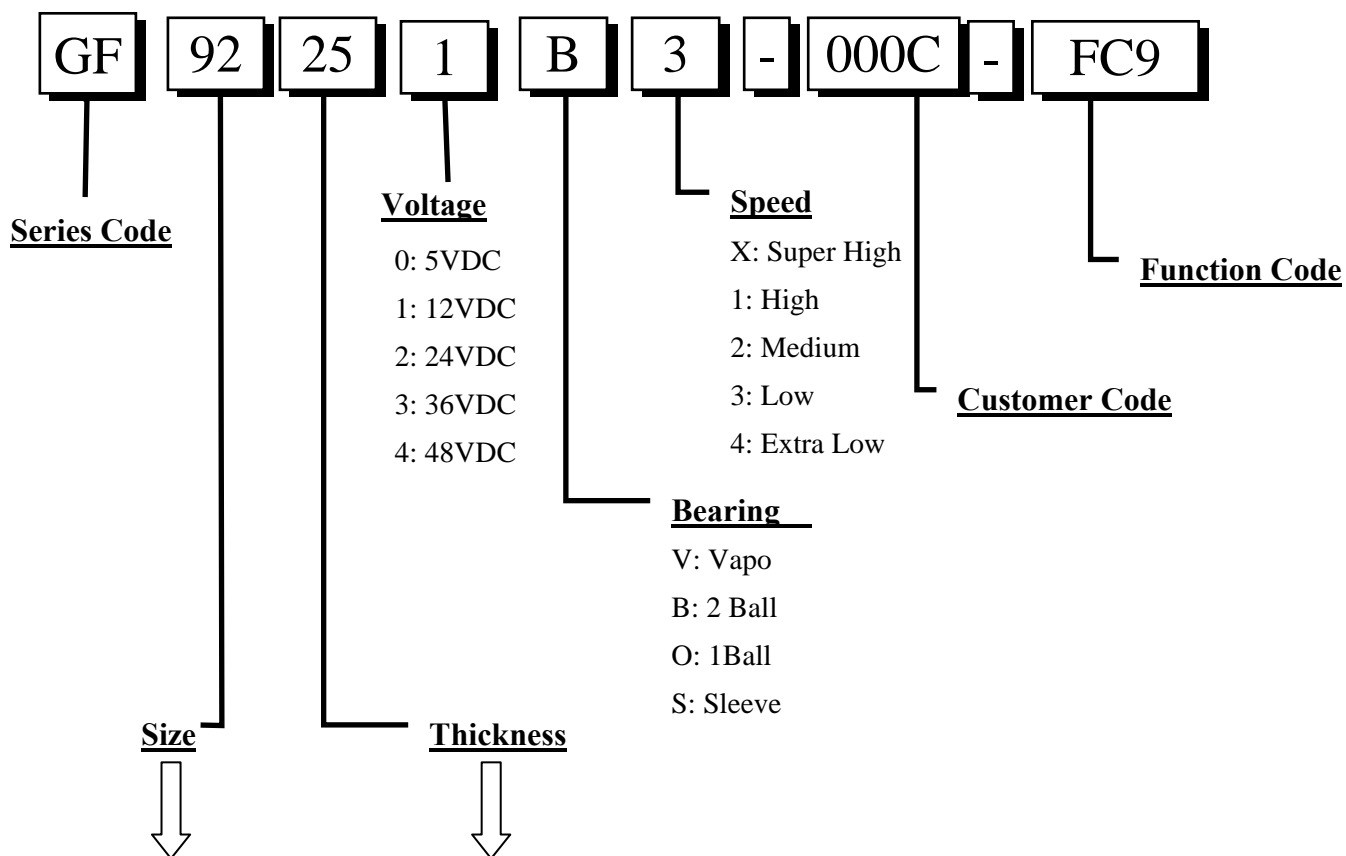 GF 92 25 1 B 3 - 000C - FC9
Series Code
Voltage
0: 5VDC
1: 12VDC
2: 24VDC
3: 36VDC
4: 48VDC
Speed
X: Super High
1: High
2: Medium
3: Low
4: Extra Low
Function Code
Customer Code
Bearing
V: Vapo
B: 2 Ball
O: 1Ball
S: Sleeve
Size
Thickness